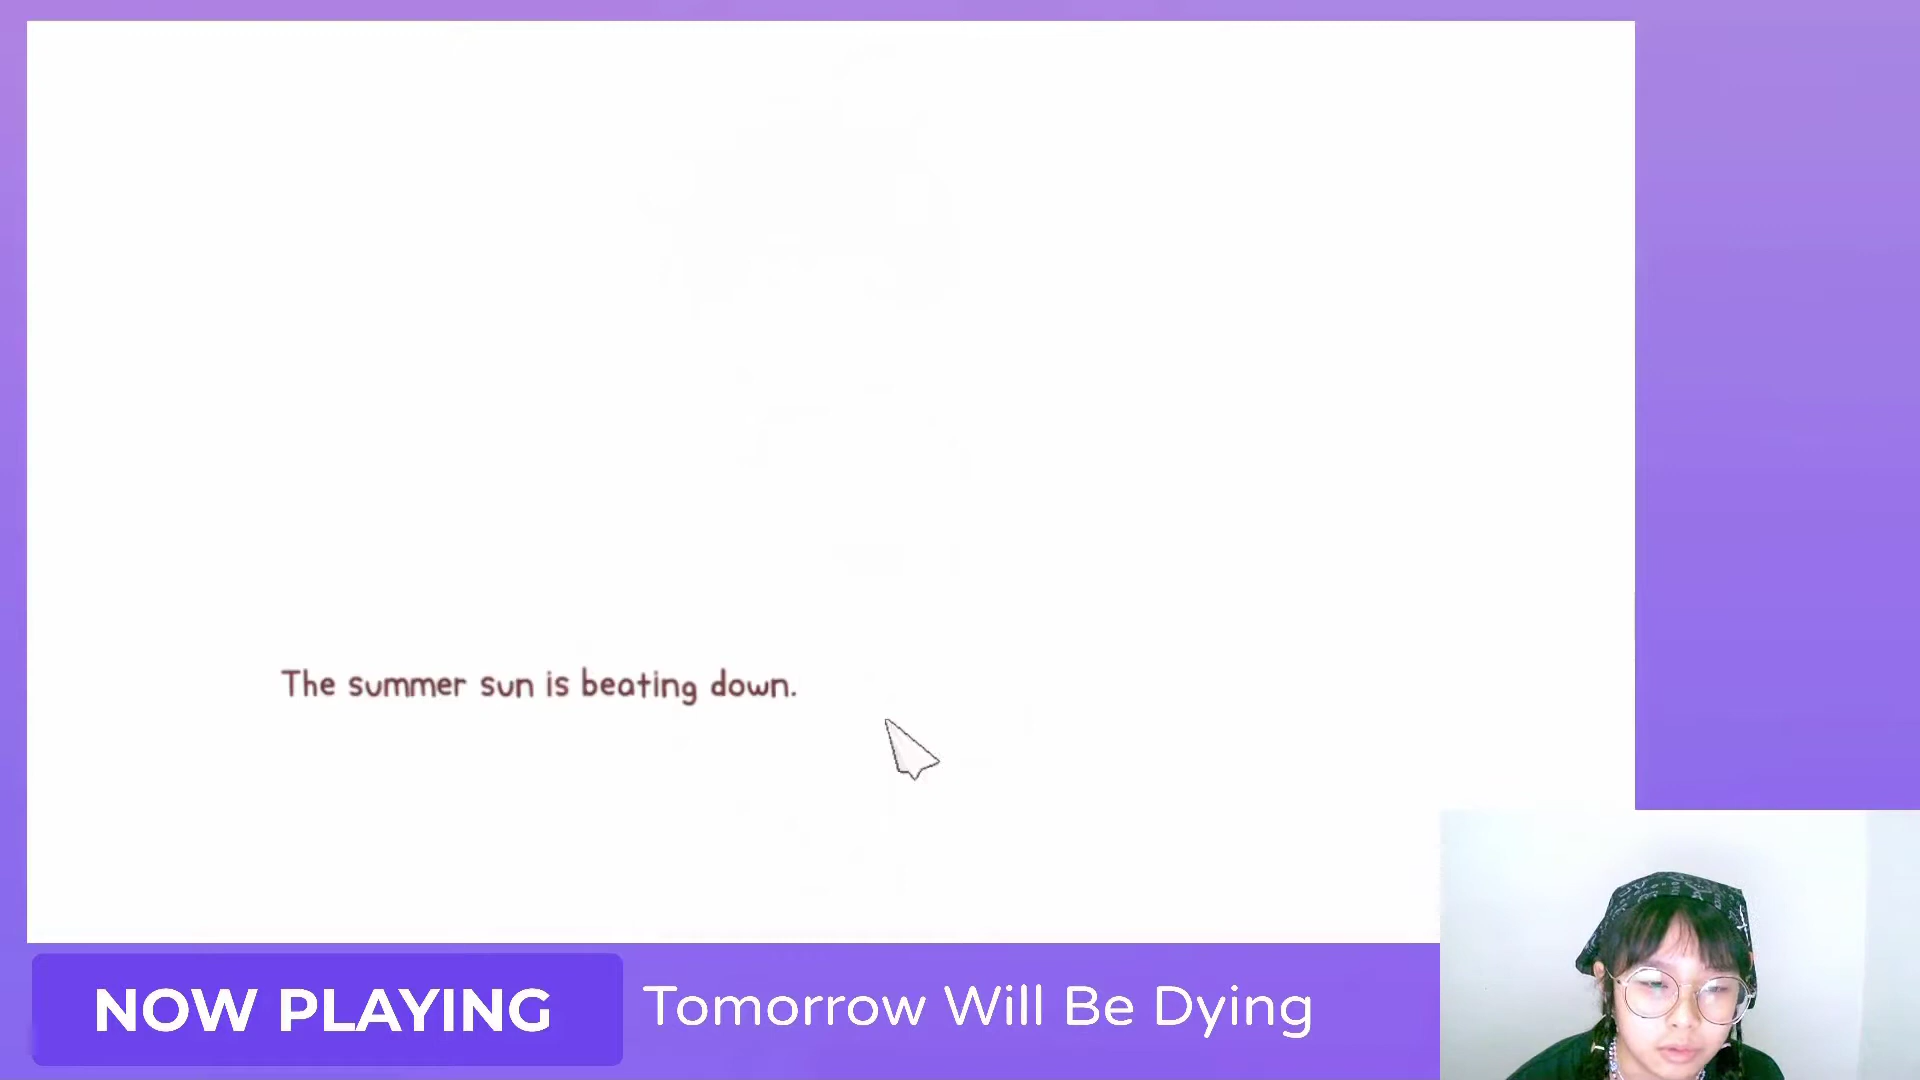 The summer sun is beating down.
NOW PLAYING
Tomorrow Will Be Dying